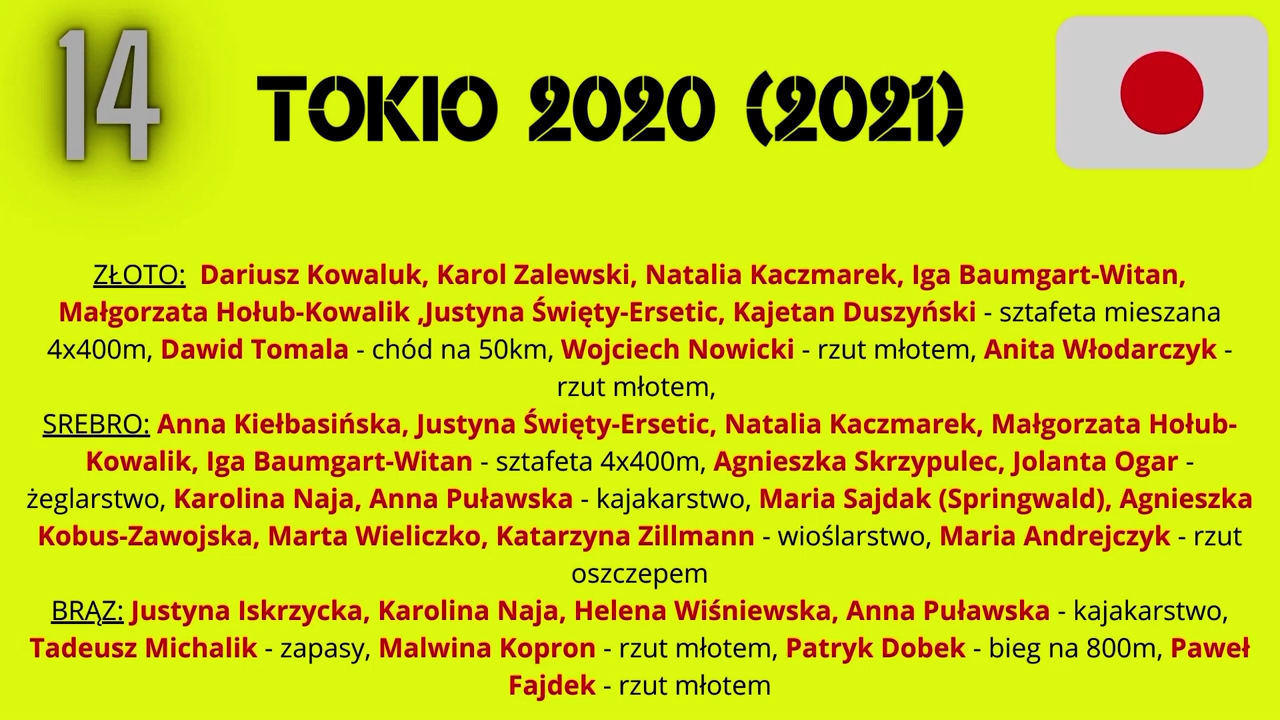 14
TOKIO 2020 (2021)
ZŁOTO: Dariusz Kowaluk, Karol Zalewski, Natalia Kaczmarek, Iga Baumgart-Witan,
Małgorzata Hołub-Kowalik ,Justyna Święty-Ersetic, Kajetan Duszyński - sztafeta mieszana
4x400m, Dawid Tomala - chód na 50km, Wojciech Nowicki - rzut młotem, Anita Włodarczyk -
rzut młotem,
SREBRO: Anna Kiełbasińska, Justyna Święty-Ersetic, Natalia Kaczmarek, Małgorzata Hołub-
Kowalik, Iga Baumgart-Witan - sztafeta 4x400m, Agnieszka Skrzypulec, Jolanta Ogar -
żeglarstwo, Karolina Naja, Anna Puławska - kajakarstwo, Maria Sajdak (Springwald), Agnieszka
Kobus-Zawojska, Marta Wieliczko, Katarzyna Zillmann - wioślarstwo, Maria Andrejczyk - rzut
oszczepem
BRĄZ: Justyna Iskrzycka, Karolina Naja, Helena Wiśniewska, Anna Puławska - kajakarstwo,
Tadeusz Michalik - zapasy, Malwina Kopron - rzut młotem, Patryk Dobek - bieg na 800m, Paweł
Fajdek - rzut młotem